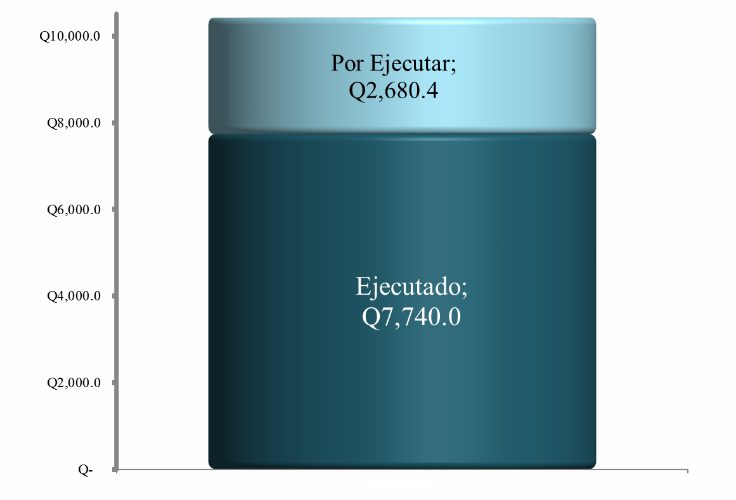 Q10,000.0
Por Ejecutar;
Q2,680.4
Q8,000.0
Q6,000.0
Ejecutado;
Q7,740.0
Q4,000.0
Q2,000.0
Q-